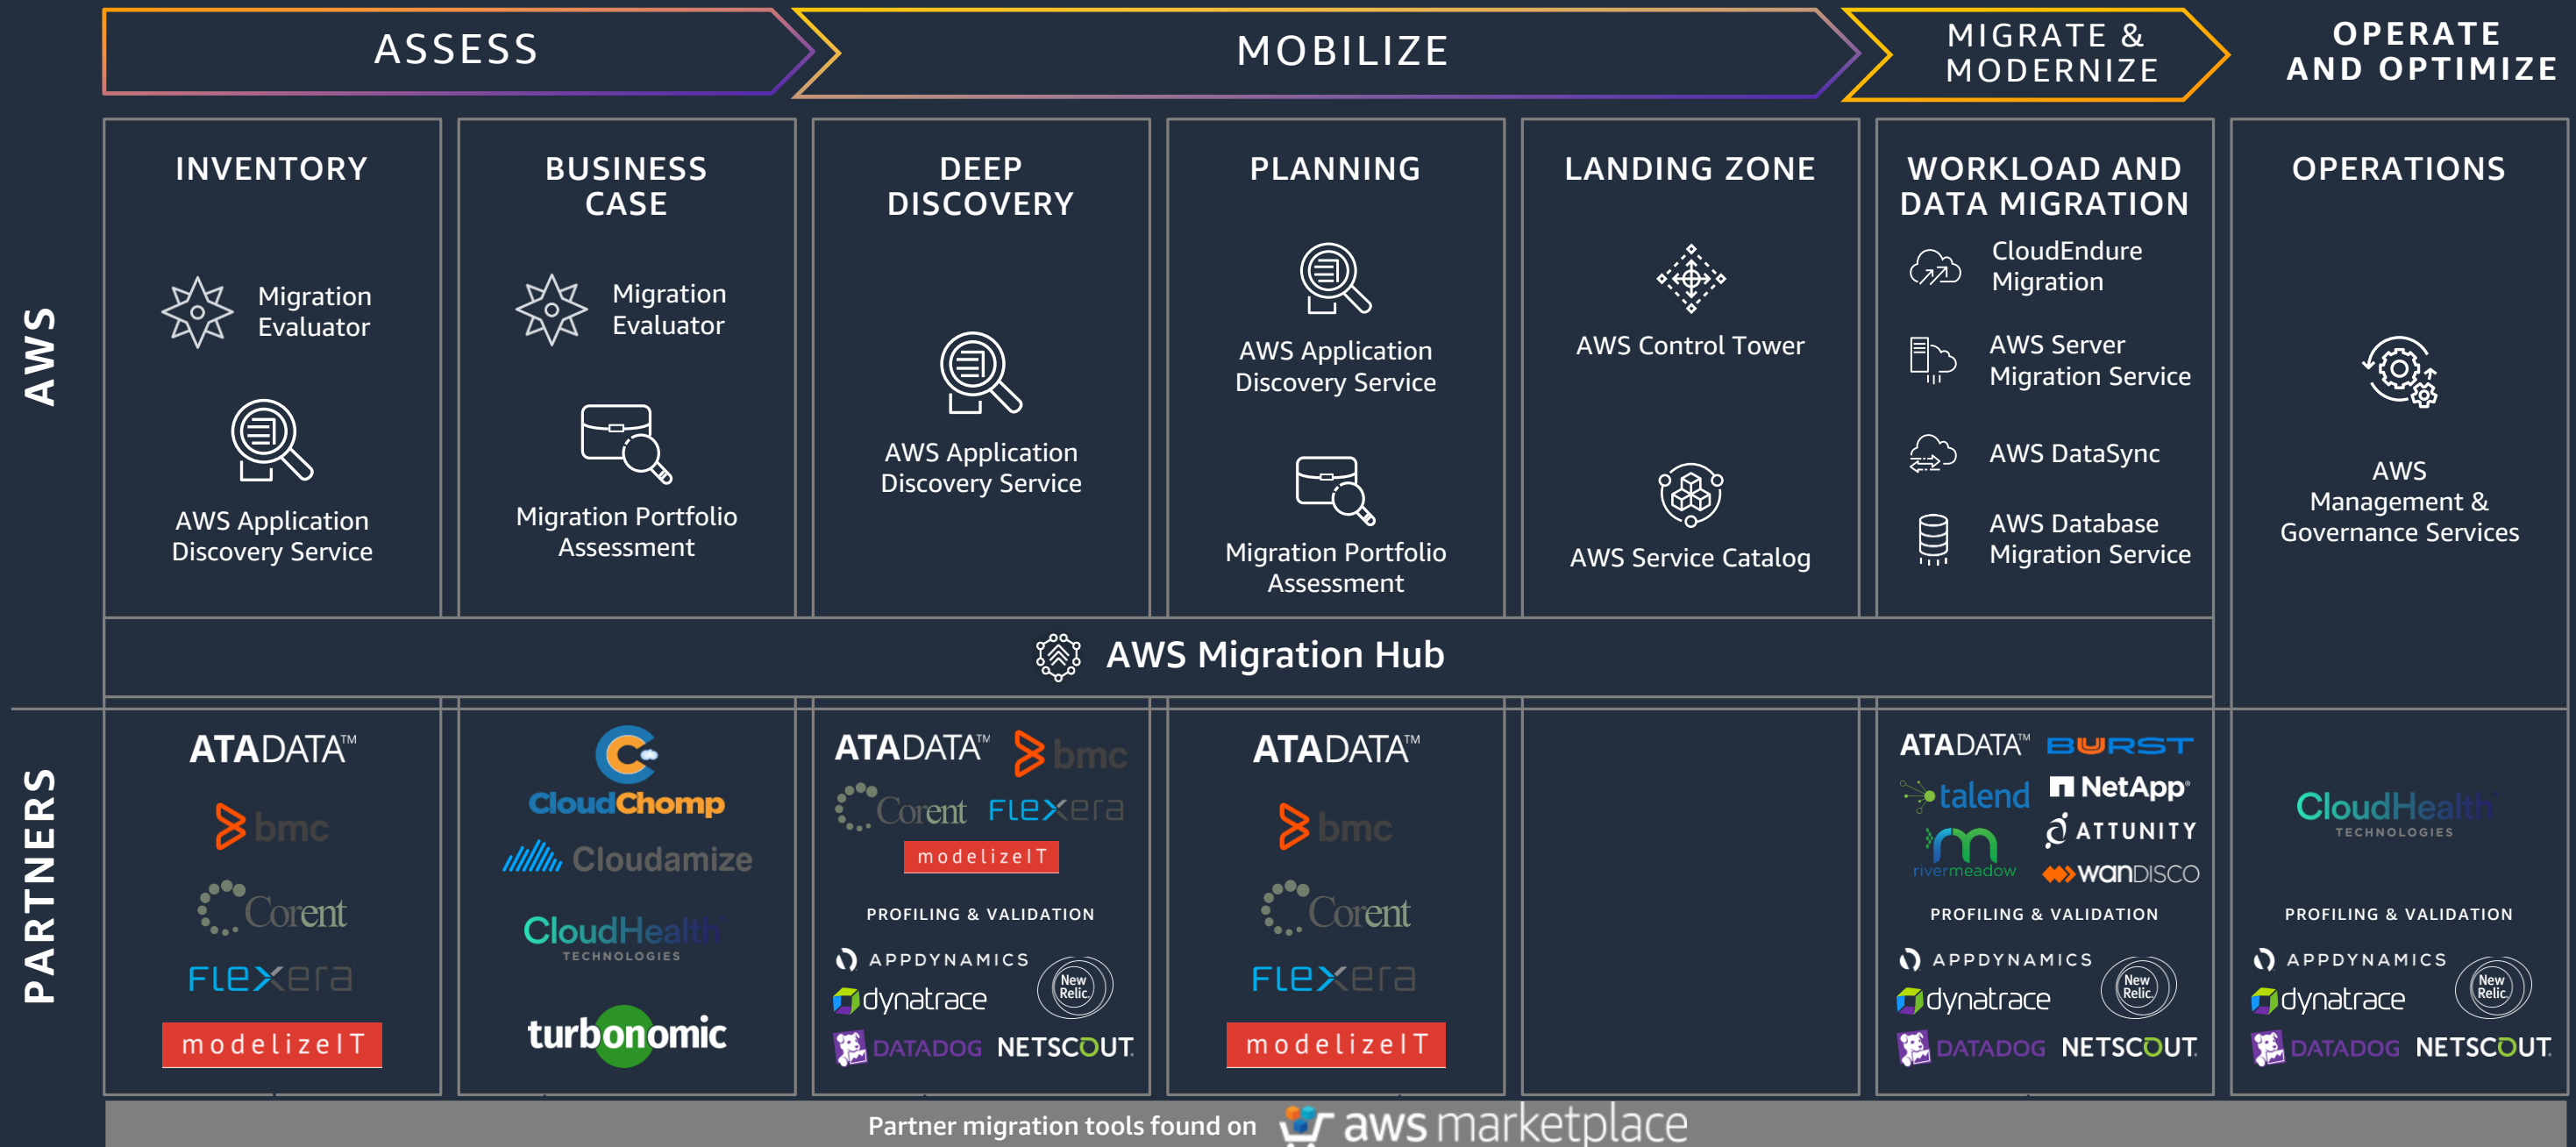 ASSESS
MOBILIZE
MIGRATE &
MODERNIZE
OPERATE
AND OPTIMIZE
AWS
INVENTORY
Migration
Evaluator
AWS Application
Discovery Service
BUSINESS
CASE
Migration
Evaluator
Migration Portfolio
Assessment
DEEP
DISCOVERY
AWS Application
Discovery Service
PLANNING
AWS Application
Discovery Service
Migration Portfolio
Assessment
LANDING ZONE
AWS Control Tower
AWS Service Catalog
WORKLOAD AND
DATA MIGRATION
CloudEndure
Migration
AWS Server
Migration Service
AWS DataSync
AWS Database
Migration Service
OPERATIONS
AWS
Management &
Governance Services
AWS Migration Hub
PARTNERS
ATADATA™
bmc
Corent
FLexera
modelizeIT
CloudChomp
Cloudamize
CloudHealth
TECHNOLOGIES
turbonomic
ATADATA™ bmc
Corent FLexera
modelizeIT
PROFILING & VALIDATION
APPDYNAMICS
New
Relic.
dynatrace
DATADOG NETSCOUT.
ATADATA™
bmc
Corent
FLexera
modelizeIT
ATADATA™ BURST
talend NetApp®
rivermeadow
ATTUNITY
WANDISCO
PROFILING & VALIDATION
APPDYNAMICS
New
Relic.
dynatrace
DATADOG NETSCOUT.
CloudHealth
TECHNOLOGIES
PROFILING & VALIDATION
APPDYNAMICS
New
Relic.
dynatrace
DATADOG NETSCOUT.
Partner migration tools found on aws marketplace